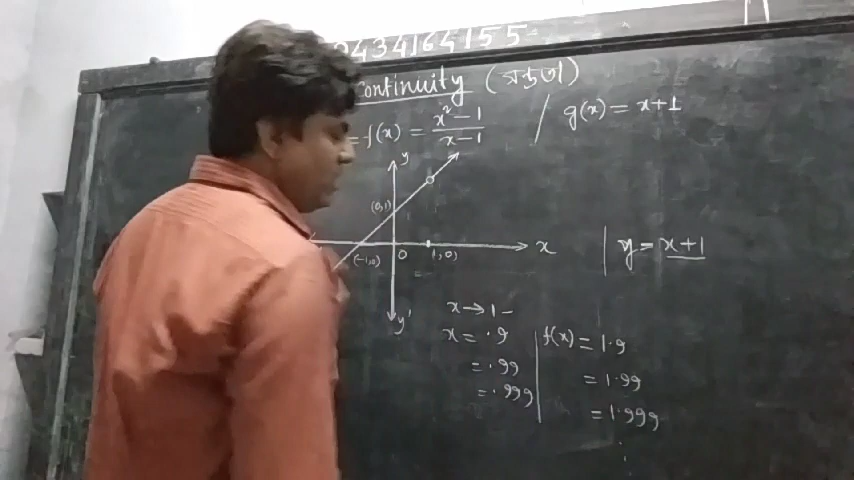 9434164155
Continuity (সন্ততা)
= f(x) = x² - 1 / x - 1
g(x) = x + 1
y
(0,1)
(-1,0)
0
1,0)
x
y'
y = x + 1
x → 1 -
x = .9
= .99
= .999
f(x) = 1.9
= 1.99
= 1.999